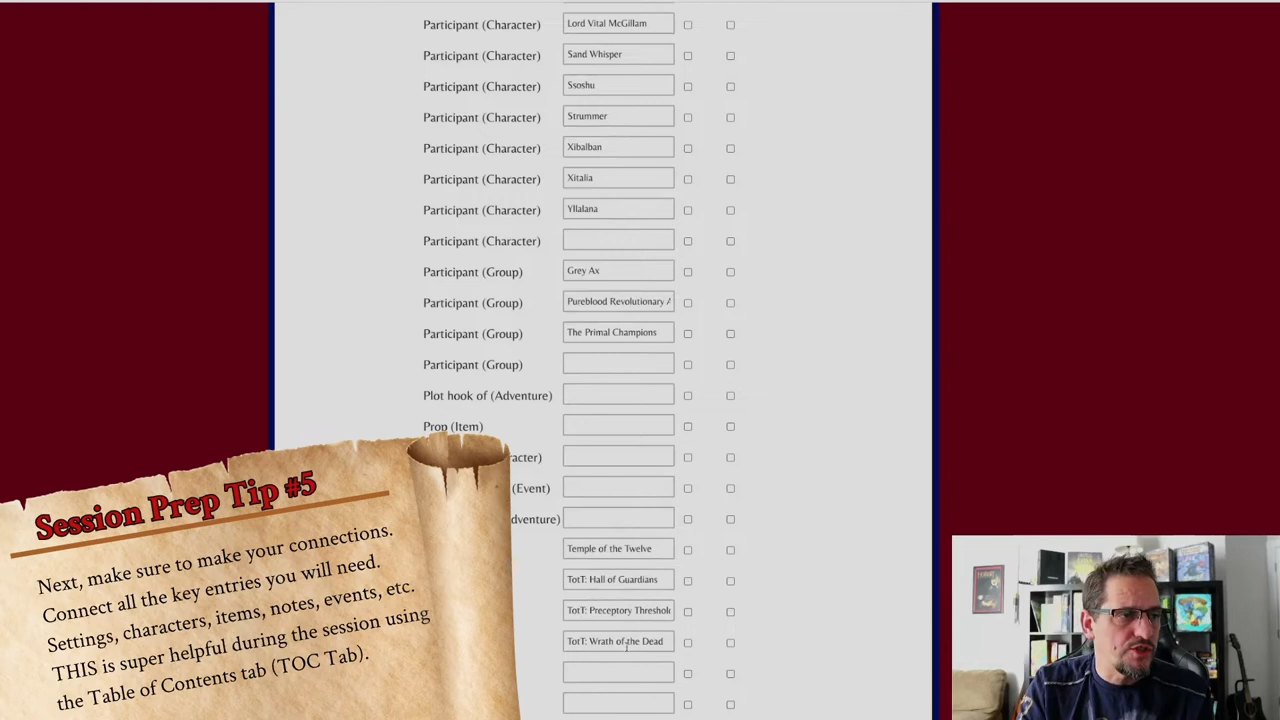 Participant (Character) Lord Vital McGillam
Participant (Character) Sand Whisper
Participant (Character) Ssoshu
Participant (Character) Strummer
Participant (Character) Xibalban
Participant (Character) Xitalia
Participant (Character) Yllalana
Participant (Character)
Participant (Group) Grey Ax
Participant (Group) Pureblood Revolutionary
Participant (Group) The Primal Champions
Participant (Group)
Plot hook of (Adventure)
Prop (Item)
(Event)
Temple of the Twelve
TotT: Hall of Guardians
TotT: Preceptory
TotT: Wrath of the Dead
Session Prep Tip #5
Next, make sure to make your connections.
Connect all the key entries you will need.
Settings, characters, items, notes, events, etc.
THIS is super helpful during the session using
the Table of Contents tab (TOC Tab).